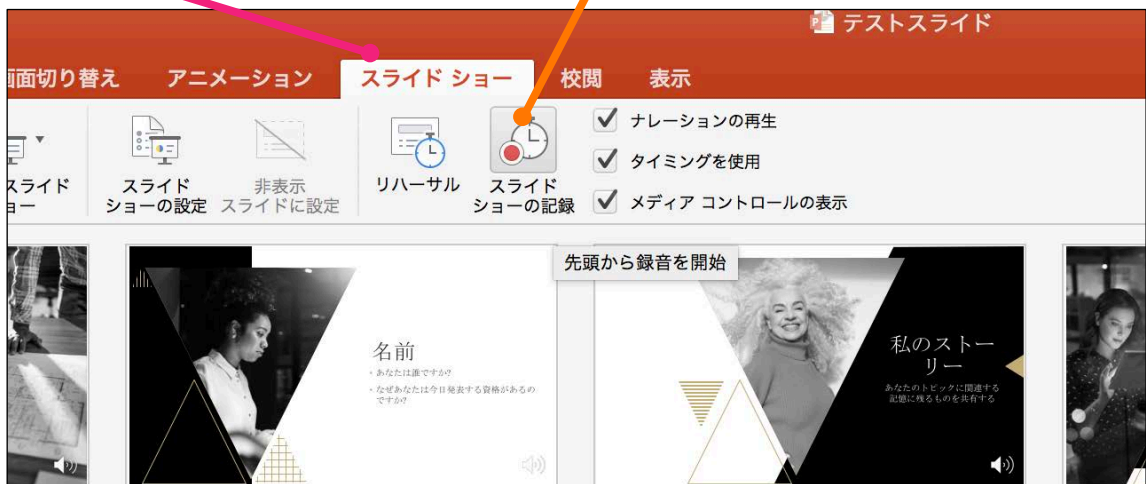 テストスライド
画面切り替え アニメーション スライド ショー 校閲 表示
スライド
ショー
スライド
ショーの設定
非表示
スライドに設定
リハーサル
スライド
ショーの記録
ナレーションの再生
タイミングを使用
メディア コントロールの表示
先頭から録音を開始
名前
・あなたは誰ですか?
・なぜあなたは今日発表する資格があるの
ですか?
私のストー
リー
あなたのトピックに関連する
記憶に残るものを共有する